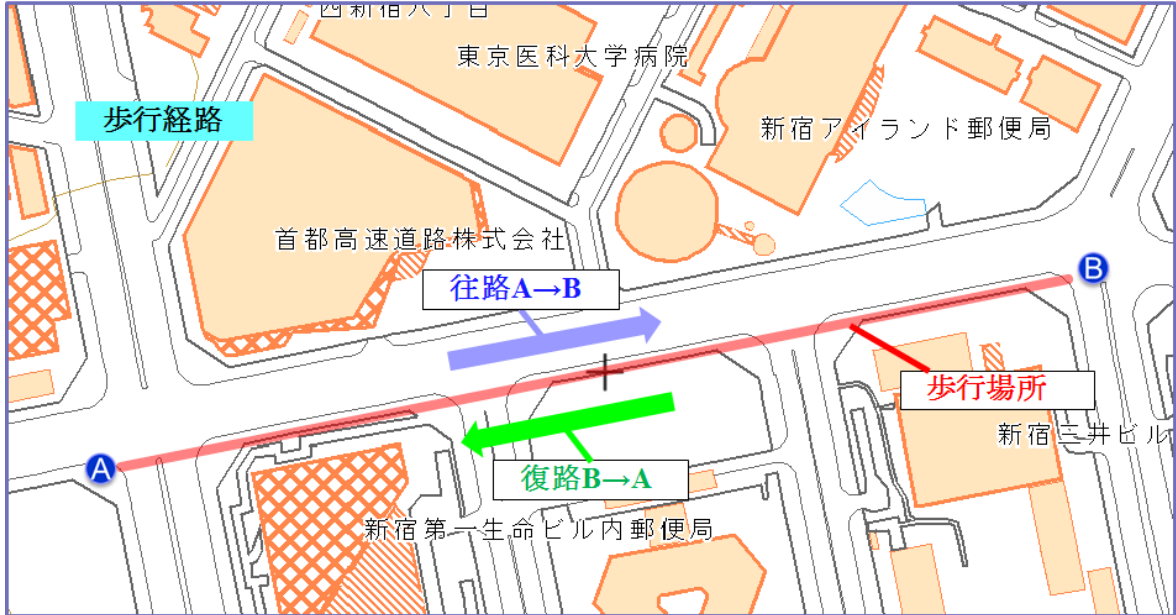 西新宿八丁目
東京医科大学病院
歩行経路
新宿アイランド郵便局
首都高速道路株式会社
往路A→B
B
歩行場所
新宿三井ビル
A
復路B→A
新宿第一生命ビル内郵便局